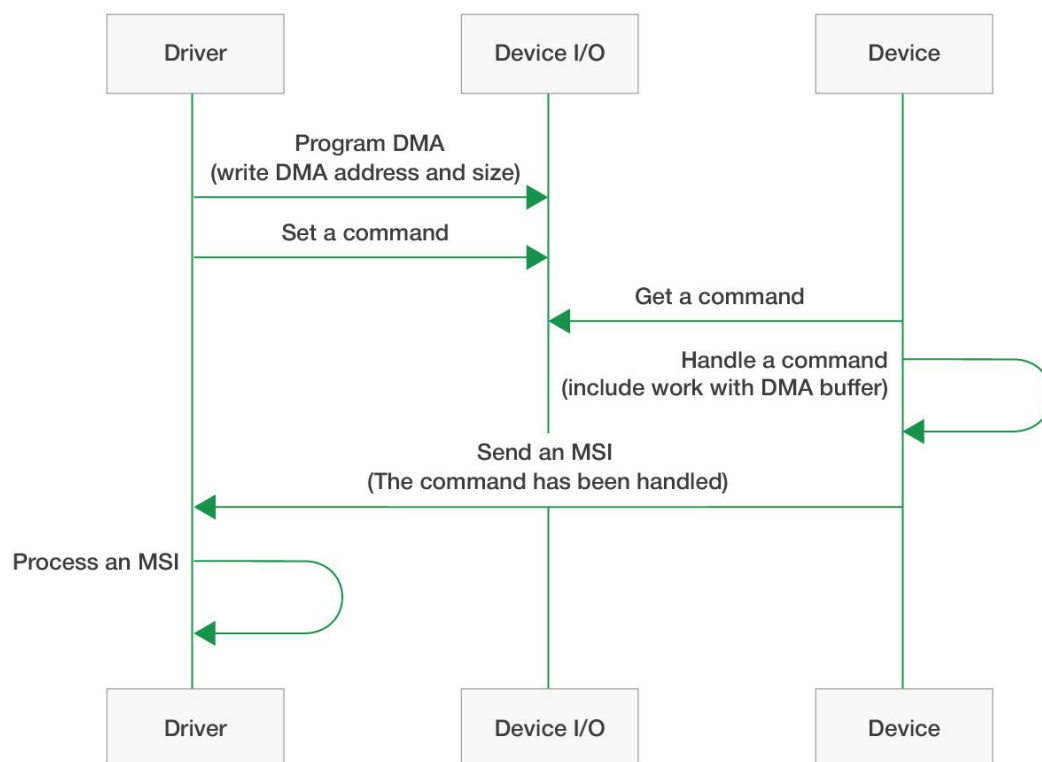 Driver
Device I/O
Device
Program DMA
(write DMA address and size)
Set a command
Get a command
Handle a command
(include work with DMA buffer)
Send an MSI
(The command has been handled)
Process an MSI
Driver
Device I/O
Device